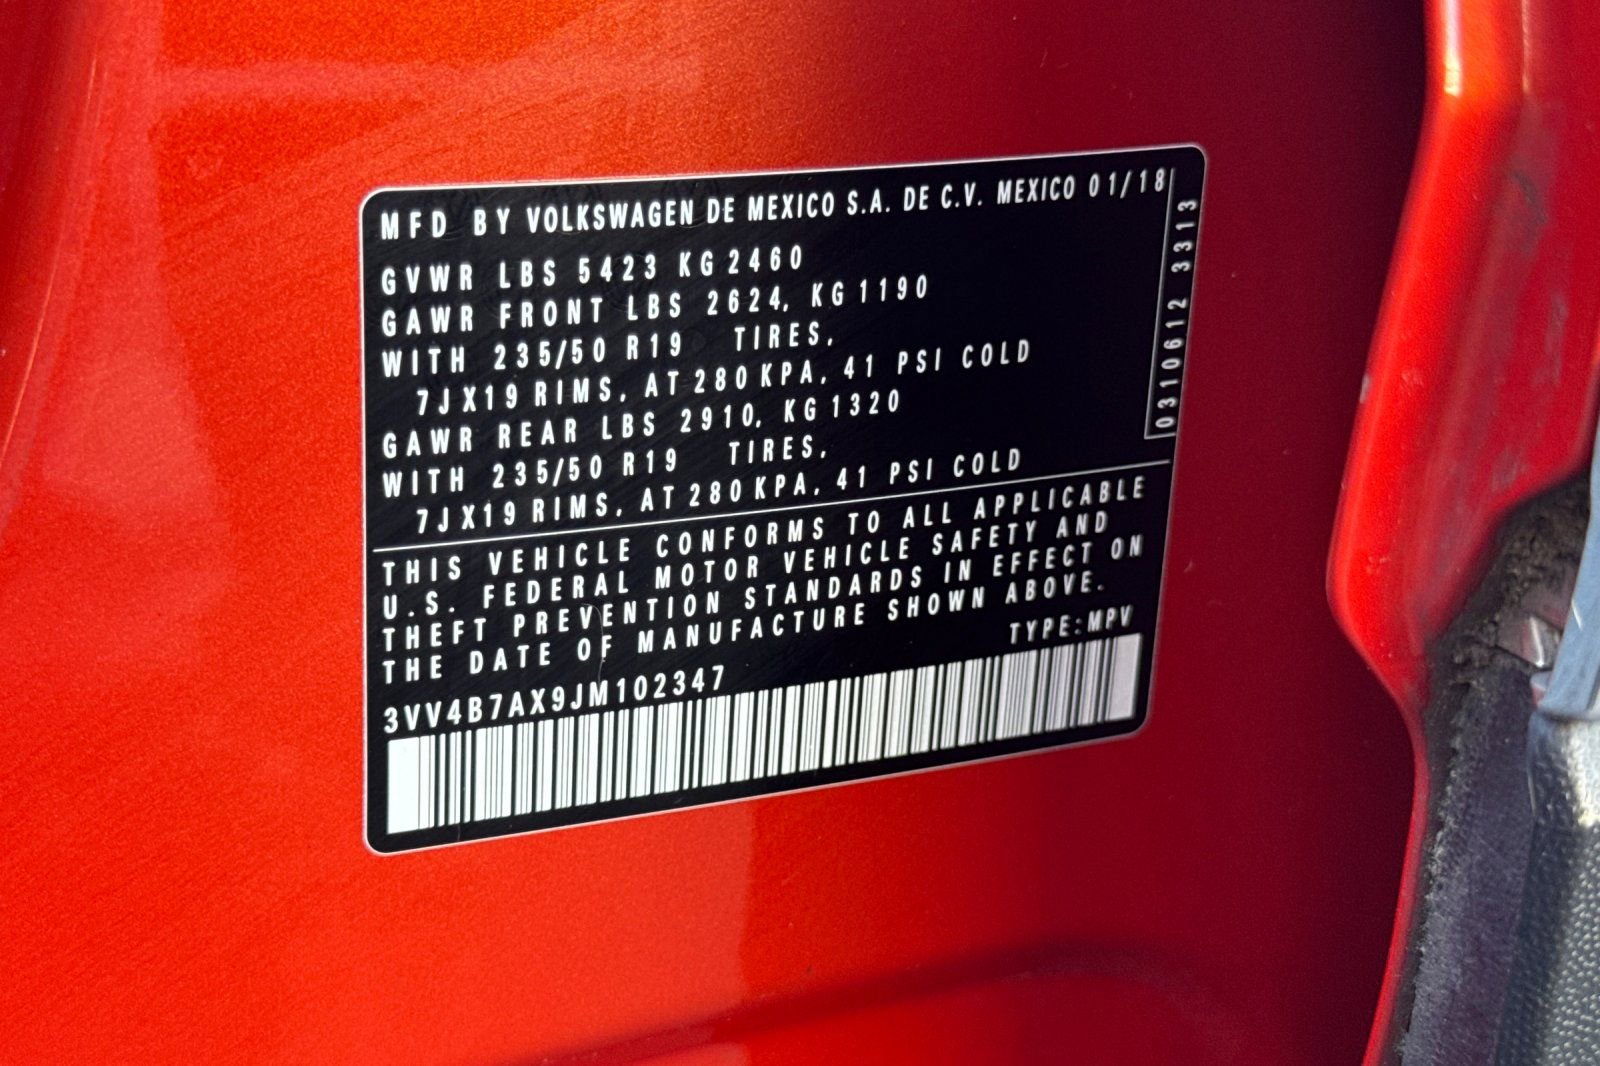 MFD BY VOLKSWAGEN DE MEXICO S.A. DE C.V. MEXICO 01/18
GVWR LBS 5423 KG 2460
GAWR FRONT LBS 2624, KG 1190
WITH 235/50 R19 TIRES,
7JX19 RIMS, AT 280 KPA, 41 PSI COLD
GAWR REAR LBS 2910, KG 1320
WITH 235/50 R19 TIRES,
7JX19 RIMS, AT 280 KPA, 41 PSI COLD
0310612 3313
THIS VEHICLE CONFORMS TO ALL APPLICABLE
U.S. FEDERAL MOTOR VEHICLE SAFETY AND
THEFT PREVENTION STANDARDS IN EFFECT ON
THE DATE OF MANUFACTURE SHOWN ABOVE.
TYPE:MPV
3VV4B7AX9JM102347